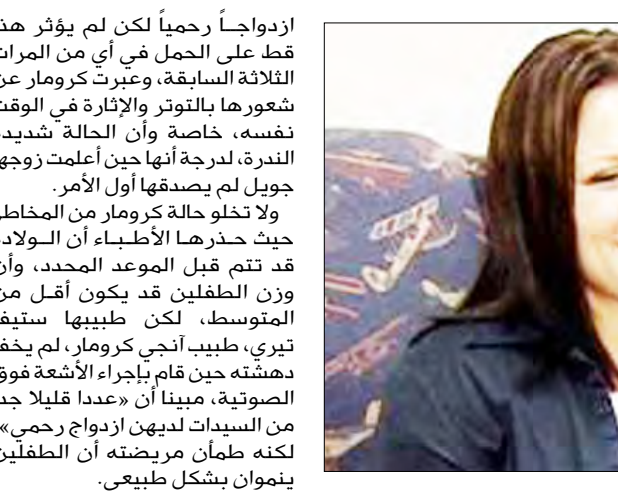 ازدواجاً رحمياً لكن لم يؤثر
قط على الحمل في أي من المرات
الثلاثة السابقة، وعبرت كرومار عن
شعورها بالتوتر والإثارة في الوقت
نفسه، خاصة وأن الحالة شديدة
الندرة، لدرجة أنها حين أعلمت زوجها
جويل لم يصدقها أول الأمر.
ولا تخلو حالة كرومار من المخاطر
حيث حذرها الأطباء أن الولادة
قد تتم قبل الموعد المحدد، وأن
وزن الطفلين قد يكون أقل من
المتوسط، لكن طبيبها ستيف
تيري، طبيب آنجي كرومار، لم يخف
دهشته حين قام بإجراء الأشعة فوق
الصوتية، مبينا أن «عددا قليلا جدا
من السيدات لديهن ازدواج رحمي»
لكنه طمأن مريضته أن الطفلين
ينموان بشكل طبيعي.